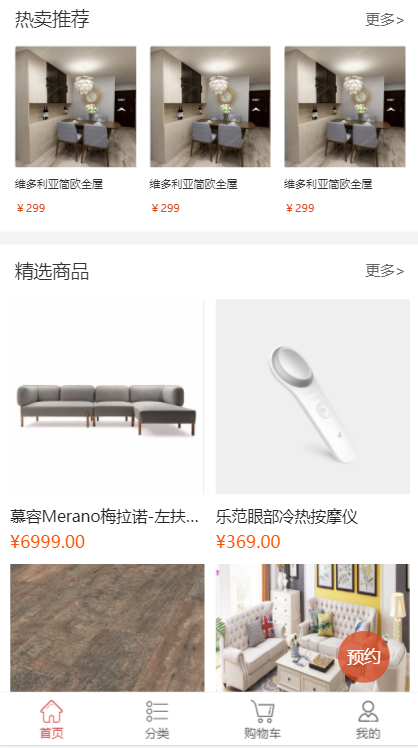 热卖推荐 更多>
维多利亚简欧全屋 维多利亚简欧全屋 维多利亚简欧全屋
￥299 ￥299 ￥299
精选商品 更多>
慕容Merano梅拉诺-左扶... 乐范眼部冷热按摩仪
¥6999.00 ¥369.00
预约
首页 分类 购物车 我的